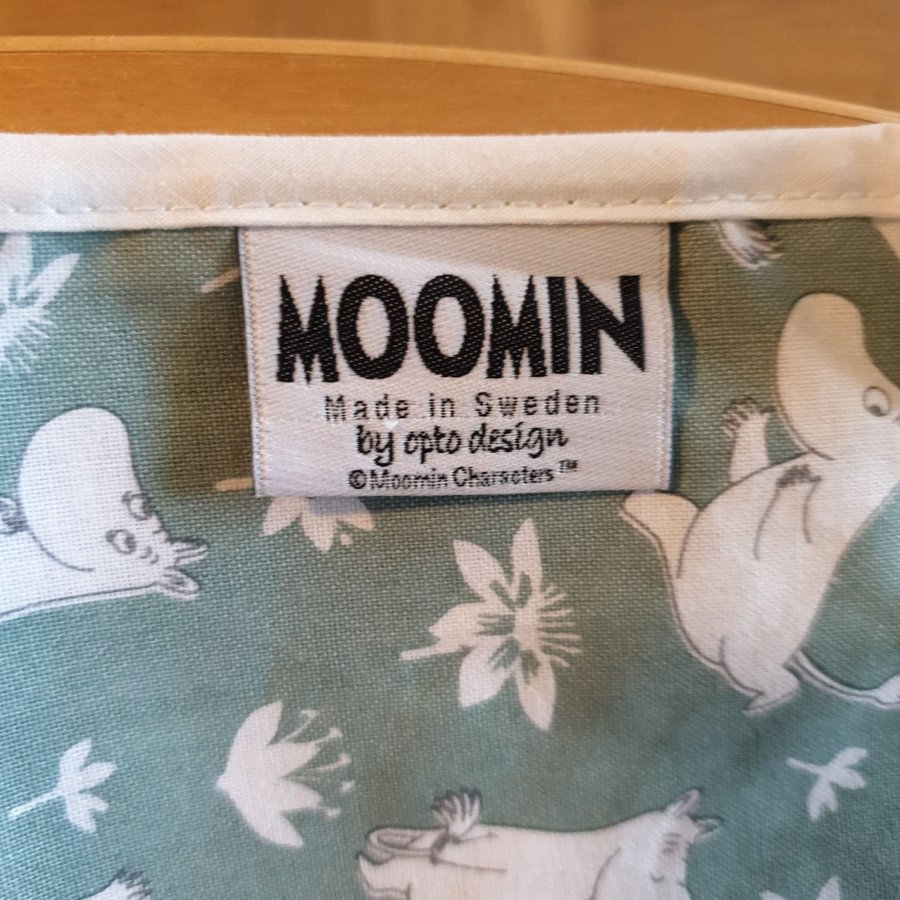 MOOMIN
Made in Sweden
by opto design
©Moomin Characters™